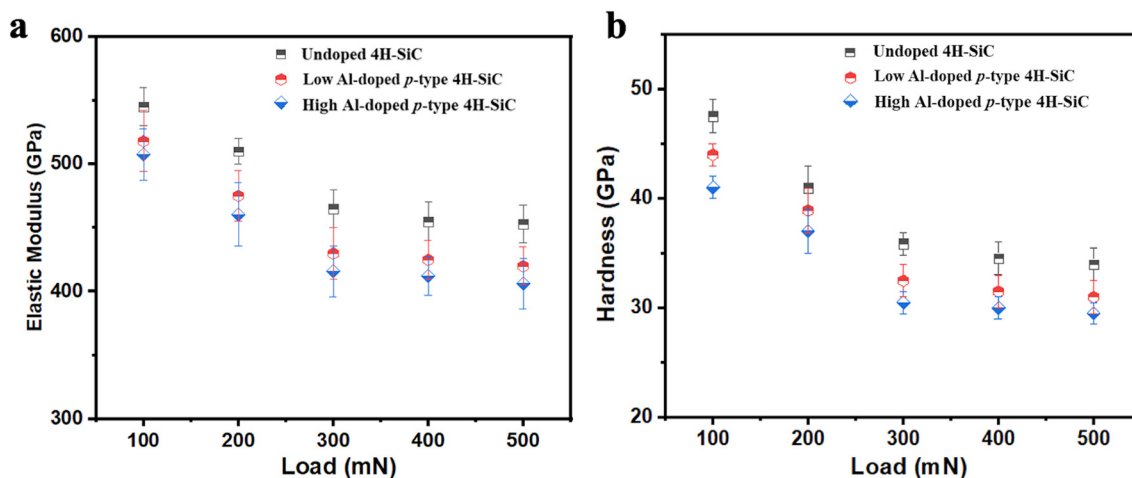 a
600
500
400
300
Elastic Modulus (GPa)
Undoped 4H-SiC
Low Al-doped p-type 4H-SiC
High Al-doped p-type 4H-SiC
100 200 300 400 500
Load (mN)
b
50
40
30
20
Hardness (GPa)
Undoped 4H-SiC
Low Al-doped p-type 4H-SiC
High Al-doped p-type 4H-SiC
100 200 300 400 500
Load (mN)